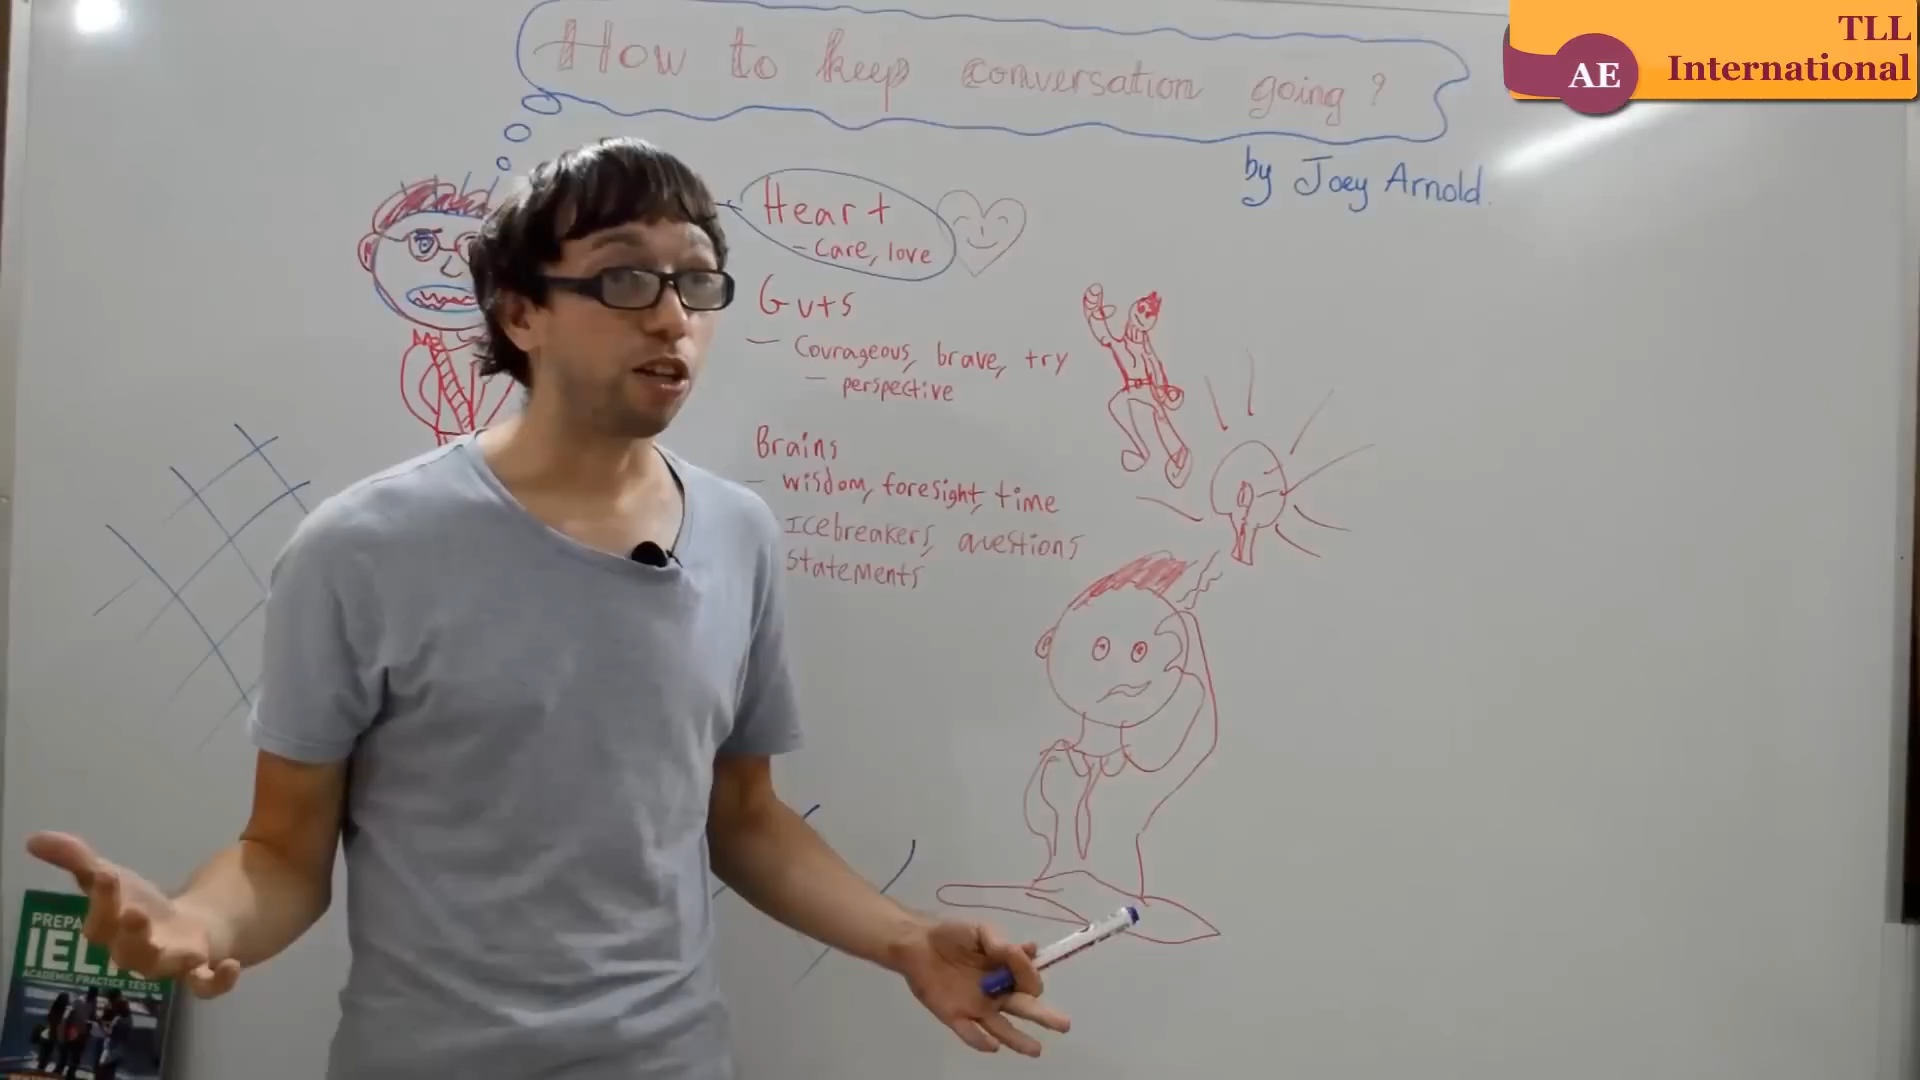 TLL
International
AE
How to keep conversation going?
by Joey Arnold.
Heart
- Care, love
Guts
- Courageous, brave, try
- perspective
Brains
- wisdom, foresight, time
Icebreakers, questions
statements
IELTS
ACADEMIC PRACTICE TESTS